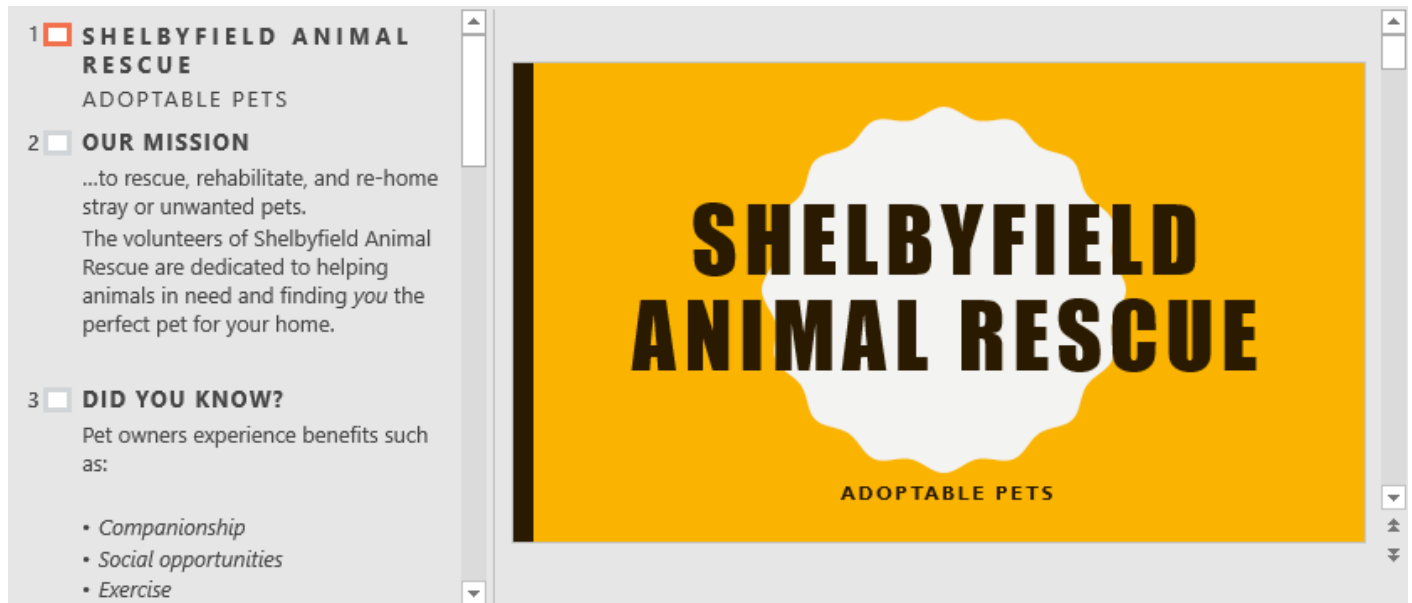 1 SHELBYFIELD ANIMAL
RESCUE
ADOPTABLE PETS
2 OUR MISSION
...to rescue, rehabilitate, and re-home
stray or unwanted pets.
The volunteers of Shelbyfield Animal
Rescue are dedicated to helping
animals in need and finding you the
perfect pet for your home.
3 DID YOU KNOW?
Pet owners experience benefits such
as:
• Companionship
• Social opportunities
• Exercise
SHELBYFIELD
ANIMAL RESCUE
ADOPTABLE PETS